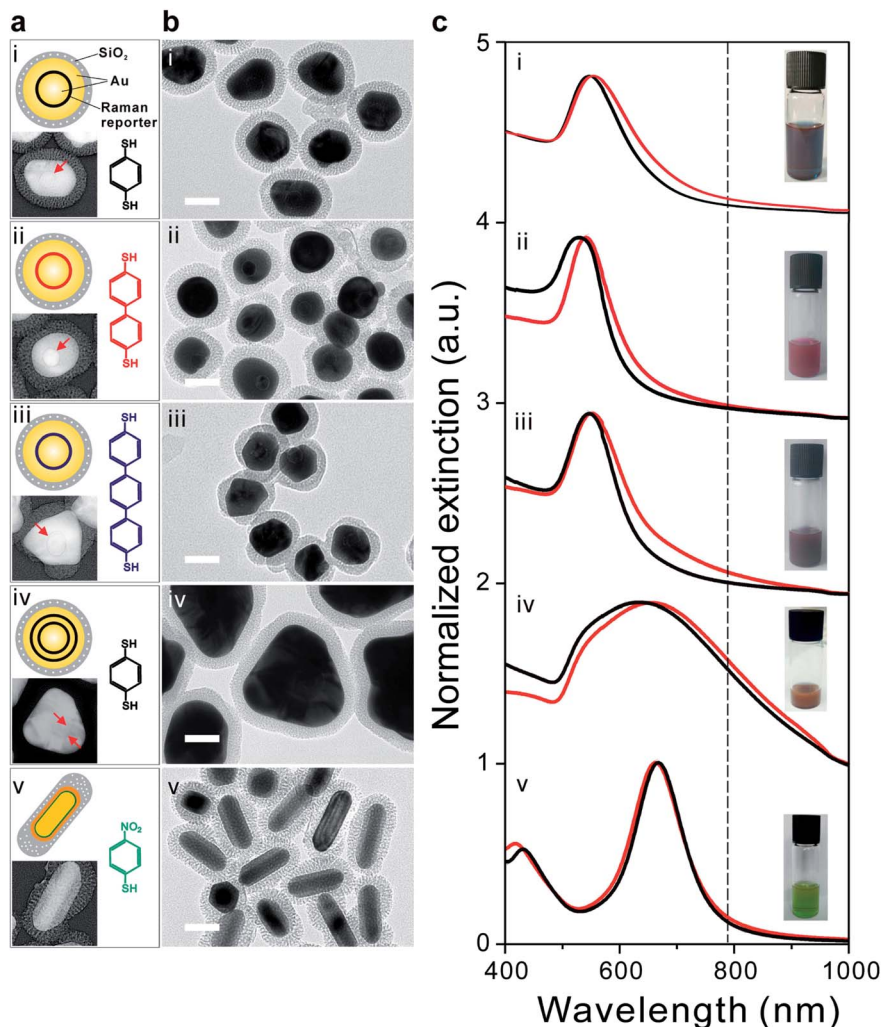 a
b
c
i
SiO₂
Au
Raman
reporter
SH
SH
ii
SH
SH
iii
SH
SH
iv
SH
SH
v
NO₂
SH
i
ii
iii
iv
v
Normalized extinction (a.u.)
5
4
3
2
1
0
i
ii
iii
iv
v
400
600
800
1000
Wavelength (nm)